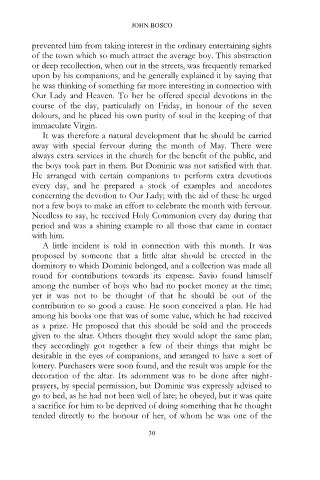 JOHN BOSCO
prevented him from taking interest in the ordinary entertaining sights
of the town which so much attract the average boy. This abstraction
or deep recollection, when out in the streets, was frequently remarked
upon by his companions, and he generally explained it by saying that
he was thinking of something far more interesting in connection with
Our Lady and Heaven. To her he offered special devotions in the
course of the day, particularly on Friday, in honour of the seven
dolours, and he placed his own purity of soul in the keeping of that
immaculate Virgin.
It was therefore a natural development that he should be carried
away with special fervour during the month of May. There were
always extra services in the church for the benefit of the public, and
the boys took part in them. But Dominic was not satisfied with that.
He arranged with certain companions to perform extra devotions
every day, and he prepared a stock of examples and anecdotes
concerning the devotion to Our Lady; with the aid of these he urged
not a few boys to make an effort to celebrate the month with fervour.
Needless to say, he received Holy Communion every day during that
period and was a shining example to all those that came in contact
with him.
A little incident is told in connection with this month. It was
proposed by someone that a little altar should be erected in the
dormitory to which Dominic belonged, and a collection was made all
round for contributions towards its expense. Savio found himself
among the number of boys who had no pocket money at the time;
yet it was not to be thought of that he should be out of the
contribution to so good a cause. He soon conceived a plan. He had
among his books one that was of some value, which he had received
as a prize. He proposed that this should be sold and the proceeds
given to the altar. Others thought they would adopt the same plan;
they accordingly got together a few of their things that might be
desirable in the eyes of companions, and arranged to have a sort of
lottery. Purchasers were soon found, and the result was ample for the
decoration of the altar. Its adornment was to be done after night-
prayers, by special permission, but Dominic was expressly advised to
go to bed, as he had not been well of late; he obeyed, but it was quite
a sacrifice for him to be deprived of doing something that he thought
tended directly to the honour of her, of whom he was one of the
30